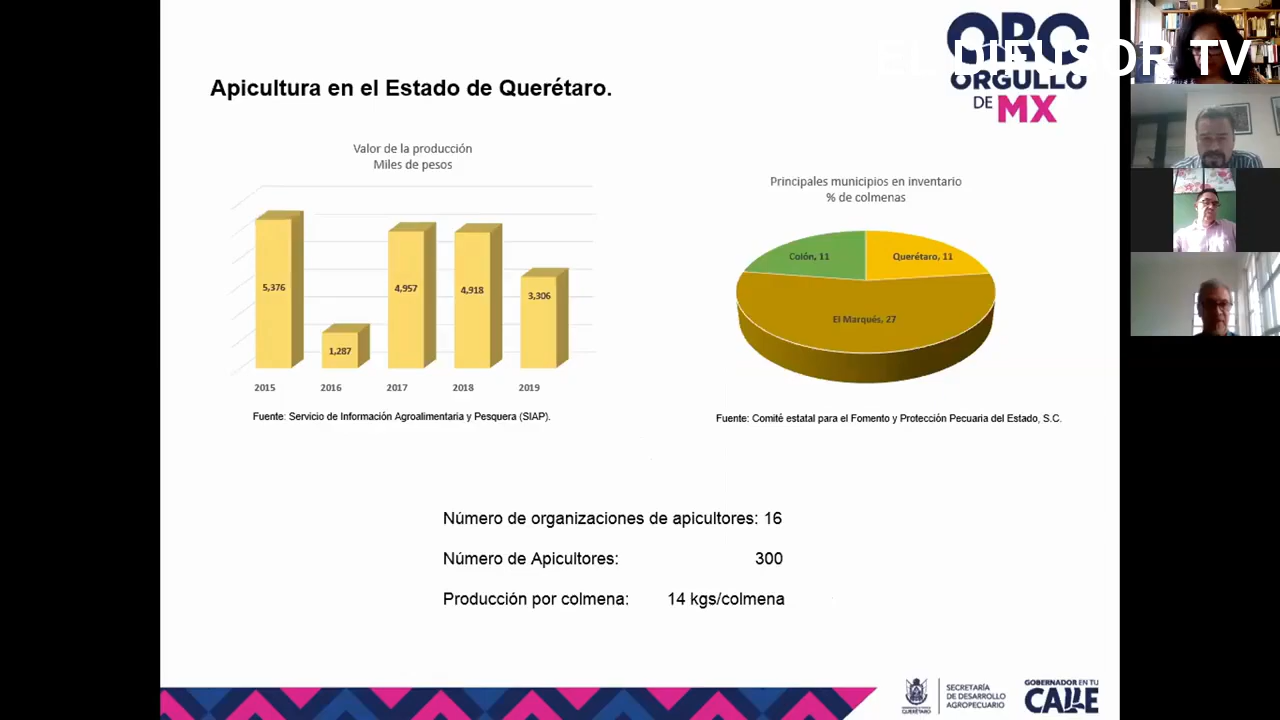 QRO
ORGULLO
DE MX
EL DIFUSOR TV
Apicultura en el Estado de Querétaro.
Valor de la producción
Miles de pesos
5,376
1,287
4,957
4,918
3,306
2015
2016
2017
2018
2019
Fuente: Servicio de Información Agroalimentaria y Pesquera (SIAP).
Principales municipios en inventario
% de colmenas
Colón, 11
Querétaro, 11
El Marqués, 27
Fuente: Comité estatal para el Fomento y Protección Pecuaria del Estado, S.C.
Número de organizaciones de apicultores: 16
Número de Apicultores: 300
Producción por colmena: 14 kgs/colmena
QUERÉTARO
SECRETARÍA
DE DESARROLLO
AGROPECUARIO
GOBERNADOR EN TU
CALLE